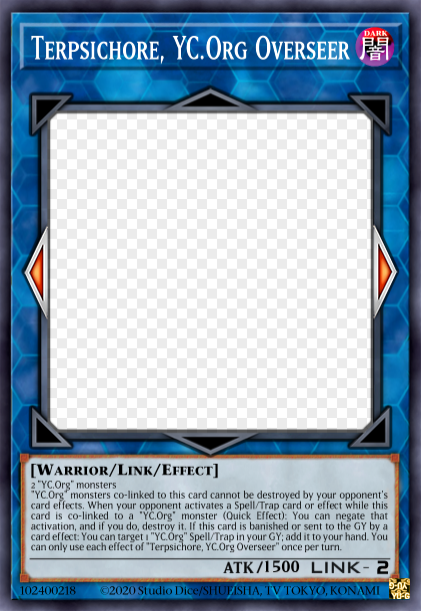 Terpsichore, YC.Org Overseer
DARK
闇
[Warrior/Link/Effect]
2 "YC.Org" monsters
"YC.Org" monsters co-linked to this card cannot be destroyed by your opponent's
card effects. When your opponent activates a Spell/Trap card or effect while this
card is co-linked to a "YC.Org" monster (Quick Effect): You can negate that
activation, and if you do, destroy it. If this card is banished or sent to the GY by a
card effect: You can target 1 "YC.Org" Spell/Trap in your GY; add it to your hand. You
can only use each effect of "Terpsichore, YC.Org Overseer" once per turn.
ATK/1500 LINK-2
102400218 ©2020 Studio Dice/SHUEISHA, TV TOKYO, KONAMI